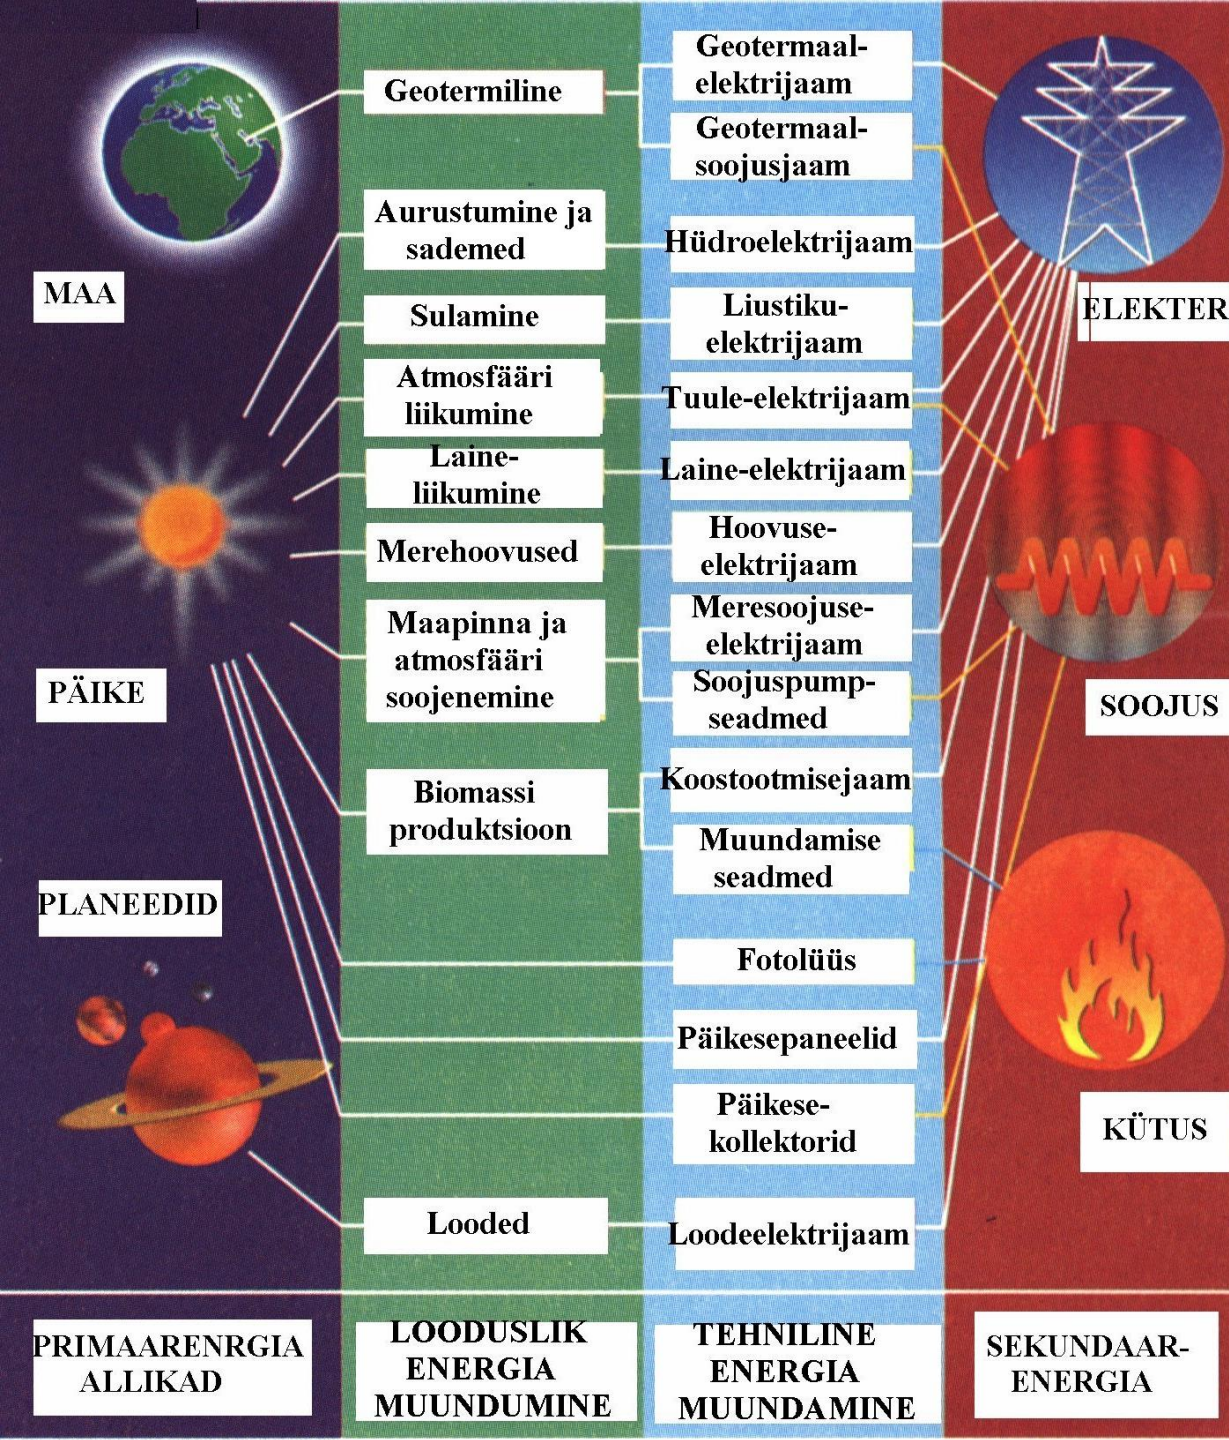 MAA
PÄIKE
PLANEEDID
PRIMAARENRGIA
ALLIKAD
Geotermiline
Aurustumine ja
sademed
Sulamine
Atmosfääri
liikumine
Laine-
liikumine
Merehoovused
Maapinna ja
atmosfääri
soojenemine
Biomassi
produktsioon
Looded
LOODUSLIK
ENERGIA
MUUNDUMINE
Geotermaal-
elektrijaam
Geotermaal-
soojusjaam
Hüdroelektrijaam
Liustiku-
elektrijaam
Tuule-elektrijaam
Laine-elektrijaam
Hoovuse-
elektrijaam
Meresoojuse-
elektrijaam
Soojuspump-
seadmed
Koostootmisejaam
Muundamise
seadmed
Fotolüüs
Päikesepaneelid
Päikese-
kollektorid
Loodeelektrijaam
TEHNILINE
ENERGIA
MUUNDAMINE
ELEKTER
SOOJUS
KÜTUS
SEKUNDAAR-
ENERGIA